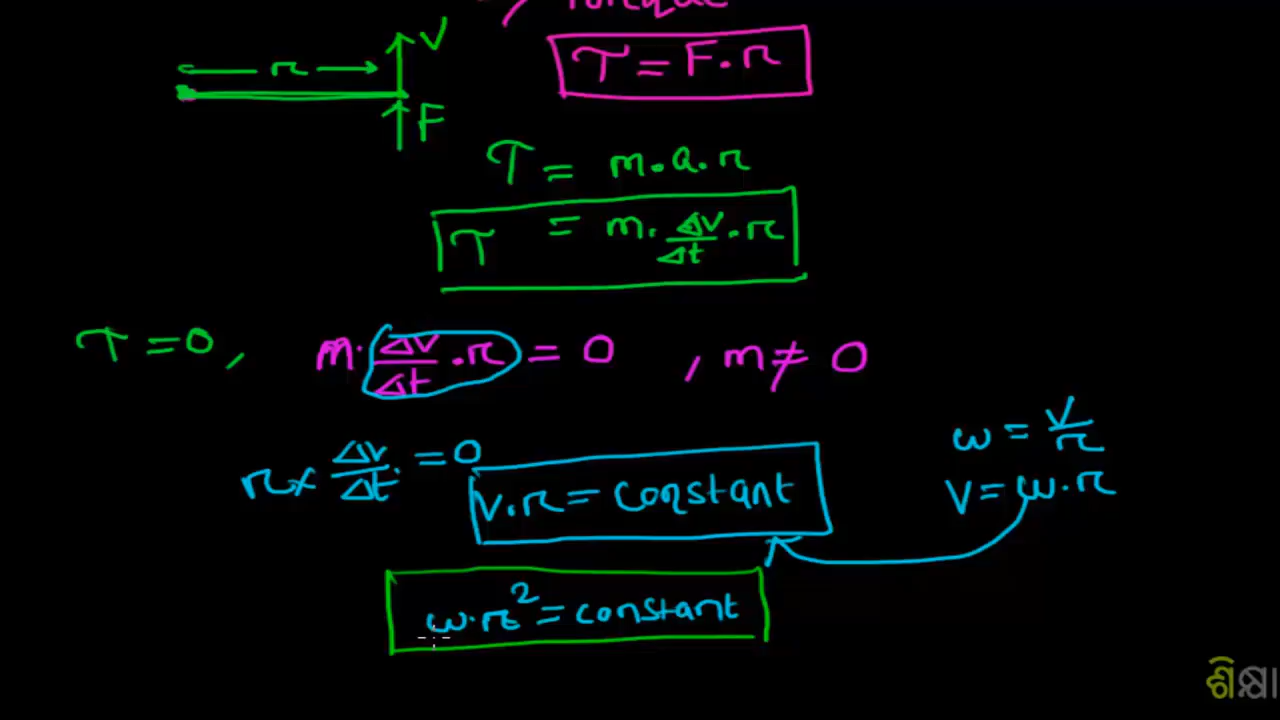 Torque
r V
τ = F.r
F
τ = m.a.r
τ = m. ΔV/Δt .r
τ = 0, m. ΔV/Δt .r = 0 , m ≠ 0
r× ΔV/Δt. = 0
V.r = constant
ω = V/r
V = ω.r
ω.r² = constant
ଶିକ୍ଷା